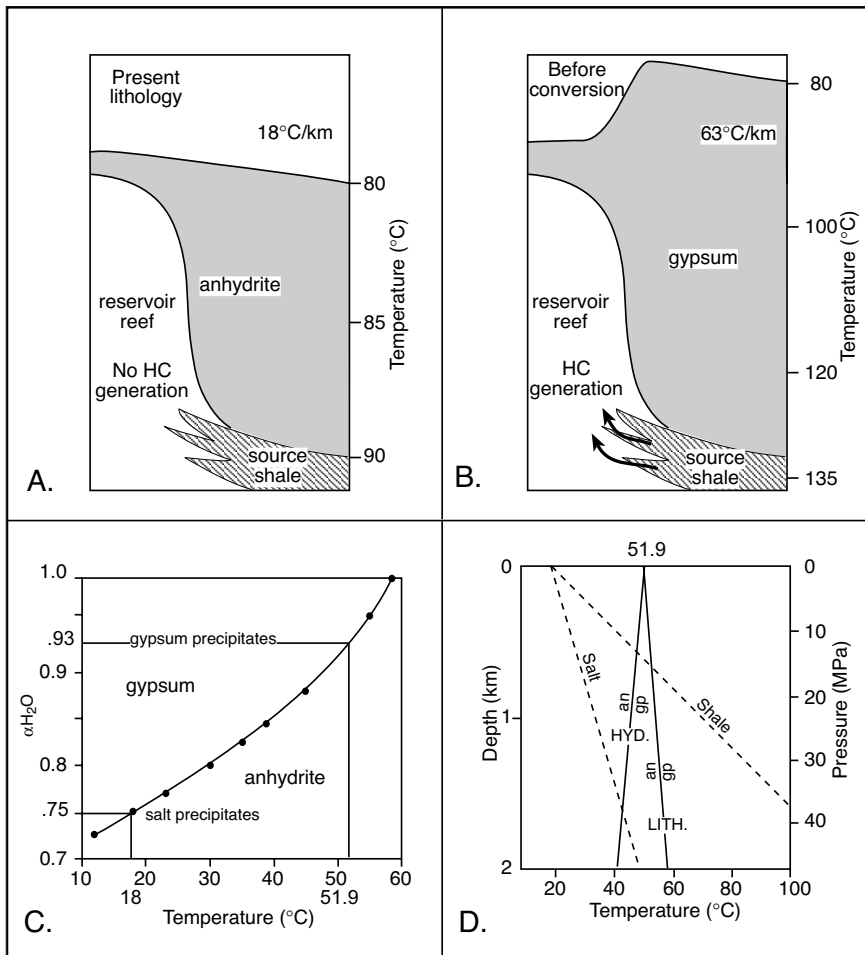 Present
lithology
18°C/km
80
anhydrite
85
reservoir
reef
No HC
generation
source
shale
90
Temperature (°C)
A.
Before
conversion
80
63°C/km
100
gypsum
reservoir
reef
120
HC
generation
source
shale
135
Temperature (°C)
B.
1.0
.93
gypsum precipitates
0.9
gypsum
αH₂O
0.8
anhydrite
.75
salt precipitates
0.7
10
18
30
40
50
51.9
60
Temperature (°C)
C.
51.9
0
0
10
Salt
an
gp
Shale
20
Depth (km)
1
HYD.
an
gp
Pressure (MPa)
30
LITH.
40
2
20
40
60
80
100
Temperature (°C)
D.